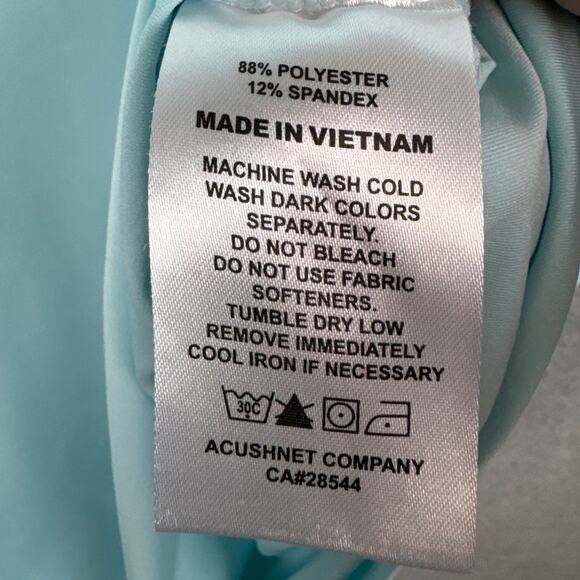 88% POLYESTER
12% SPANDEX
MADE IN VIETNAM
MACHINE WASH COLD
WASH DARK COLORS
SEPARATELY.
DO NOT BLEACH
DO NOT USE FABRIC
SOFTENERS.
TUMBLE DRY LOW
REMOVE IMMEDIATELY
COOL IRON IF NECESSARY
30C
ACUSHNET COMPANY
CA#28544